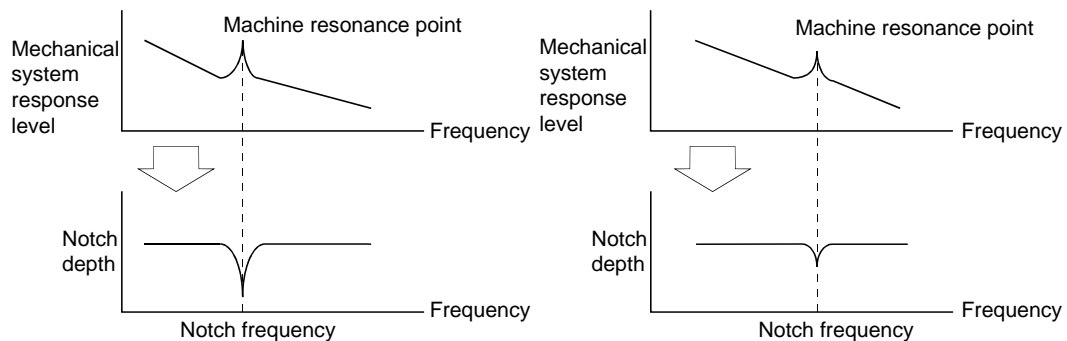 Machine resonance point
Mechanical
system
response
level
Frequency
Notch
depth
Frequency
Notch frequency
Machine resonance point
Mechanical
system
response
level
Frequency
Notch
depth
Frequency
Notch frequency